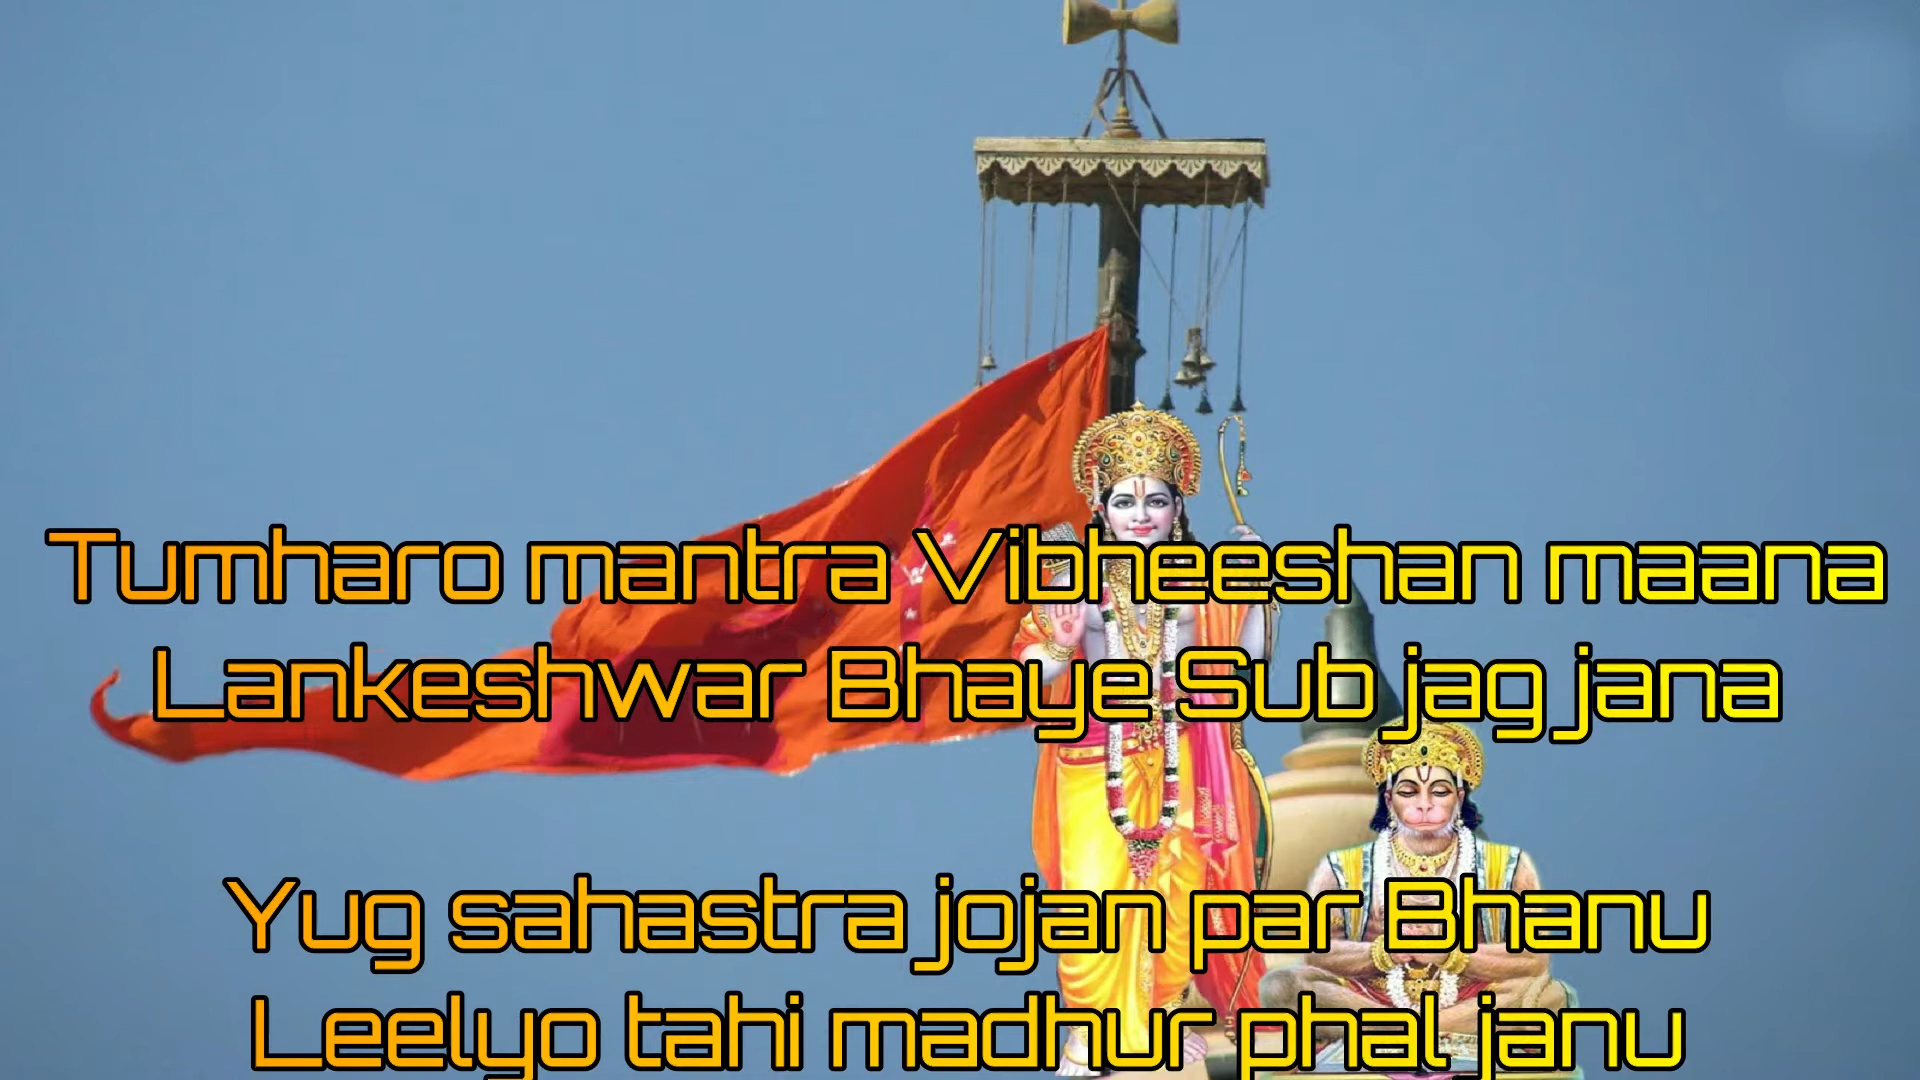 Tumharo mantra Vibheeshan maana
Lankeshwar Bhaye Sub jag jana
Yug sahastra jojan par Bhanu
Leelyo tahi madhur phal janu